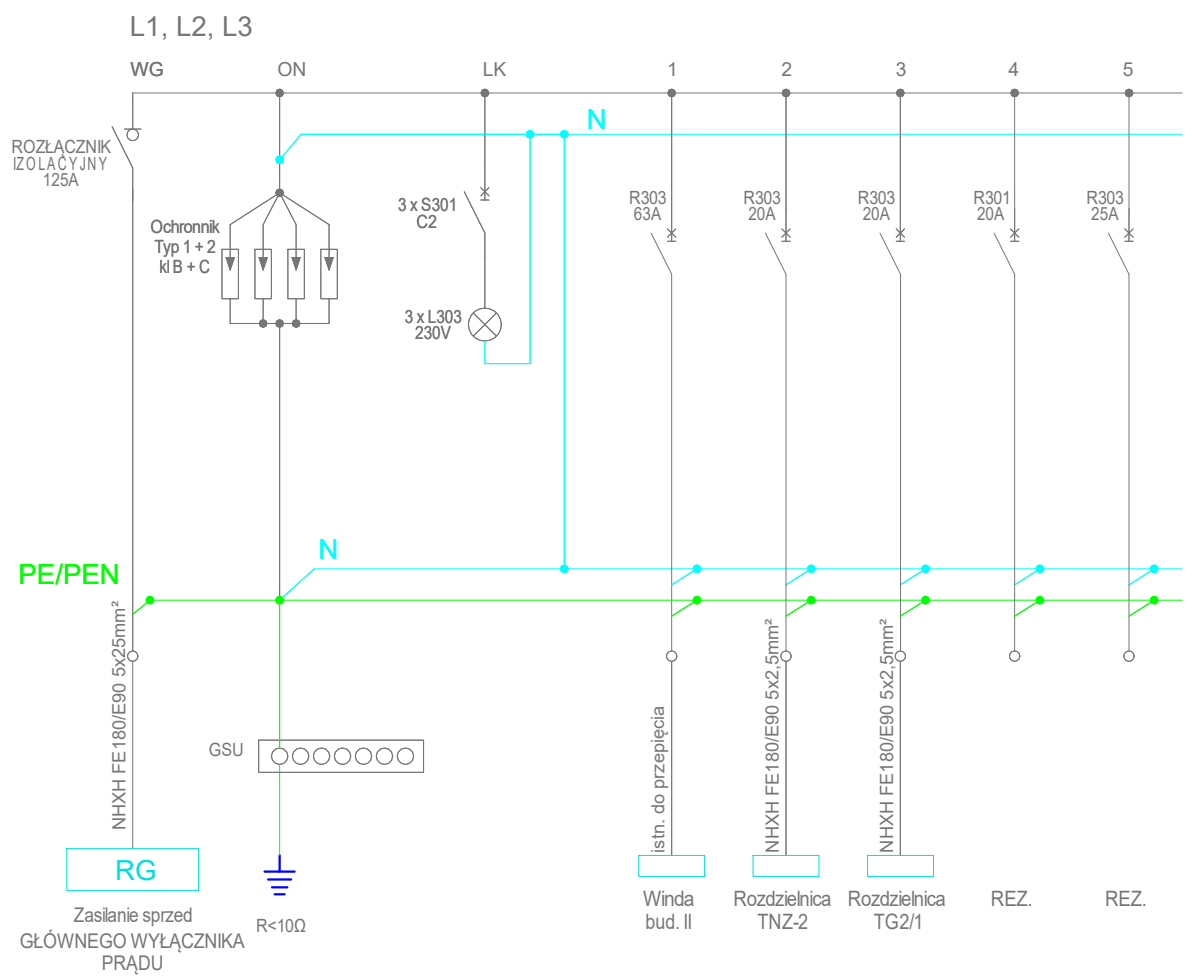 L1, L2, L3
WG
ON
LK
1
2
3
4
5
N
ROZŁĄCZNIK
IZOLACYJNY
125A
Ochronnik
Typ 1 + 2
kl B + C
3 x S301
C2
3 x L303
230V
R303
63A
R303
20A
R303
20A
R301
20A
R303
25A
N
PE/PEN
NHXH FE180/E90 5x25mm²
GSU
istn. do przepięcia
NHXH FE180/E90 5x2,5mm²
NHXH FE180/E90 5x2,5mm²
RG
Zasilanie sprzed
GŁÓWNEGO WYŁĄCZNIKA
PRĄDU
R<10Ω
Winda
bud. II
Rozdzielnica
TNZ-2
Rozdzielnica
TG2/1
REZ.
REZ.